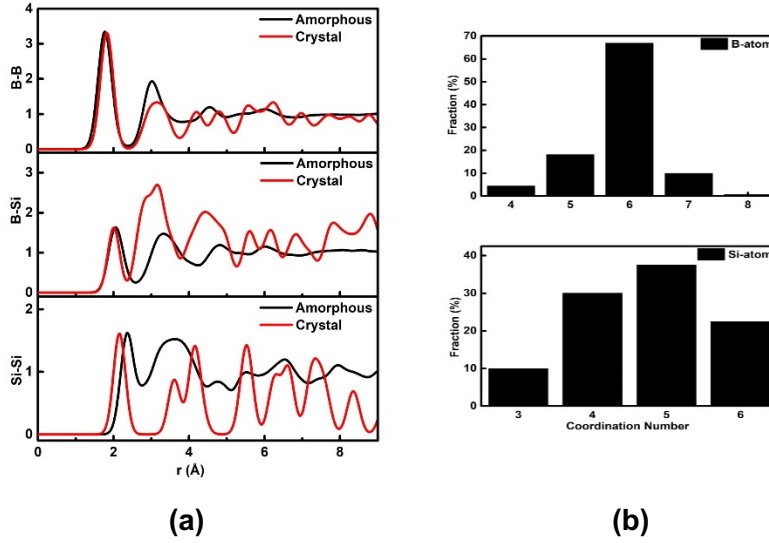 B-B
3
2
1
0
Amorphous
Crystal
B-Si
3
2
1
0
Amorphous
Crystal
Si-Si
2
1
0
Amorphous
Crystal
0 2 4 6 8
r (Å)
(a)
Fraction (%)
70
60
50
40
30
20
10
0
B-atom
4 5 6 7 8
Fraction (%)
40
30
20
10
0
Si-atom
3 4 5 6
Coordination Number
(b)